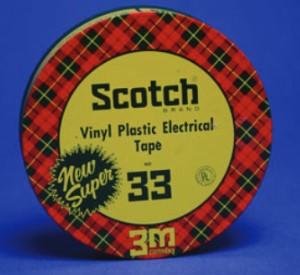 Scotch
BRAND
Vinyl Plastic Electrical
Tape
New
Super
NO
33
3M